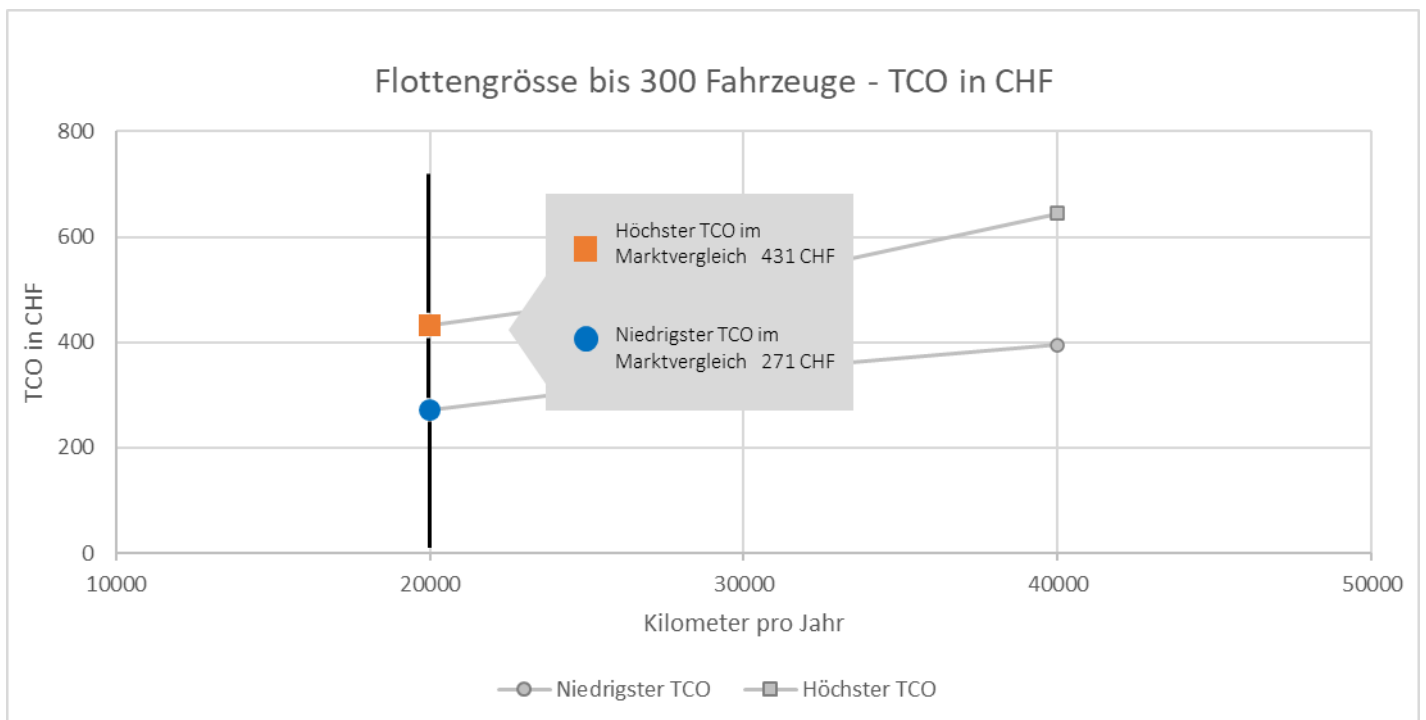 Flottengrösse bis 300 Fahrzeuge - TCO in CHF
800
600
400
200
0
TCO in CHF
Höchster TCO im
Marktvergleich 431 CHF
Niedrigster TCO im
Marktvergleich 271 CHF
10000 20000 30000 40000 50000
Kilometer pro Jahr
Niedrigster TCO Höchster TCO